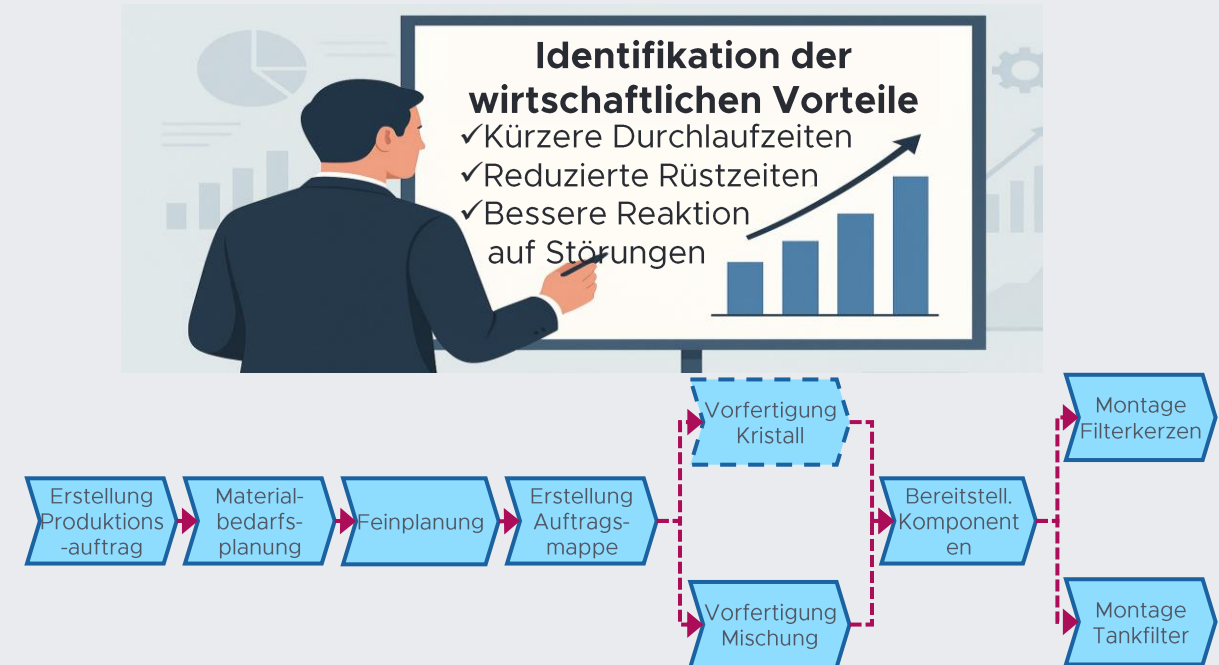 Identifikation der
wirtschaftlichen Vorteile
✓Kürzere Durchlaufzeiten
✓Reduzierte Rüstzeiten
✓Bessere Reaktion
auf Störungen
Erstellung
Produktions
-auftrag
Material-
bedarfs-
planung
Feinplanung
Erstellung
Auftrags-
mappe
Vorfertigung
Kristall
Vorfertigung
Mischung
Bereitstell.
Komponent
en
Montage
Filterkerzen
Montage
Tankfilter